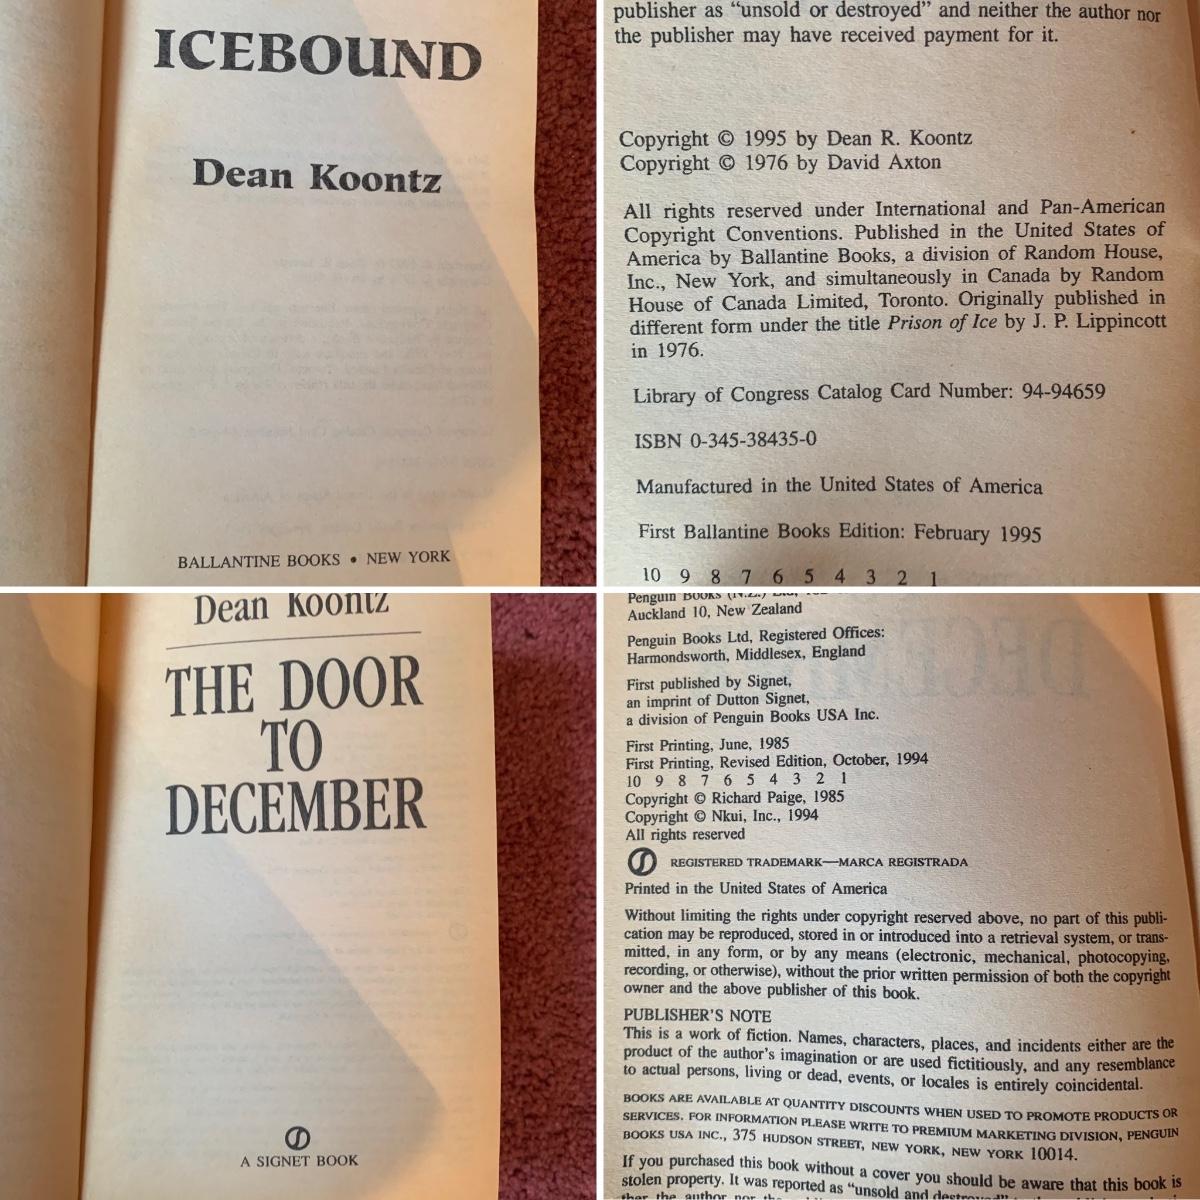 ICEBOUND
Dean Koontz
BALLANTINE BOOKS • NEW YORK
publisher as “unsold or destroyed” and neither the author nor
the publisher may have received payment for it.
Copyright © 1995 by Dean R. Koontz
Copyright © 1976 by David Axton
All rights reserved under International and Pan-American
Copyright Conventions. Published in the United States of
America by Ballantine Books, a division of Random House,
Inc., New York, and simultaneously in Canada by Random
House of Canada Limited, Toronto. Originally published in
different form under the title Prison of Ice by J. P. Lippincott
in 1976.
Library of Congress Catalog Card Number: 94-94659
ISBN 0-345-38435-0
Manufactured in the United States of America
First Ballantine Books Edition: February 1995
10 9 8 7 6 5 4 3 2 1
Dean Koontz
THE DOOR
TO
DECEMBER
A SIGNET BOOK
Penguin Books (N.Z.)
Auckland 10, New Zealand
Penguin Books Ltd, Registered Offices:
Harmondsworth, Middlesex, England
First published by Signet,
an imprint of Dutton Signet,
a division of Penguin Books USA Inc.
First Printing, June, 1985
First Printing, Revised Edition, October, 1994
10 9 8 7 6 5 4 3 2 1
Copyright © Richard Paige, 1985
Copyright © Nkui, Inc., 1994
All rights reserved
REGISTERED TRADEMARK—MARCA REGISTRADA
Printed in the United States of America
Without limiting the rights under copyright reserved above, no part of this publi-
cation may be reproduced, stored in or introduced into a retrieval system, or trans-
mitted, in any form, or by any means (electronic, mechanical, photocopying,
recording, or otherwise), without the prior written permission of both the copyright
owner and the above publisher of this book.
PUBLISHER'S NOTE
This is a work of fiction. Names, characters, places, and incidents either are the
product of the author's imagination or are used fictitiously, and any resemblance
to actual persons, living or dead, events, or locales is entirely coincidental.
BOOKS ARE AVAILABLE AT QUANTITY DISCOUNTS WHEN USED TO PROMOTE PRODUCTS OR
SERVICES. FOR INFORMATION PLEASE WRITE TO PREMIUM MARKETING DIVISION, PENGUIN
BOOKS USA INC., 375 HUDSON STREET, NEW YORK, NEW YORK 10014.
If you purchased this book without a cover you should be aware that this book is
stolen property. It was reported as “unsold and destroyed”